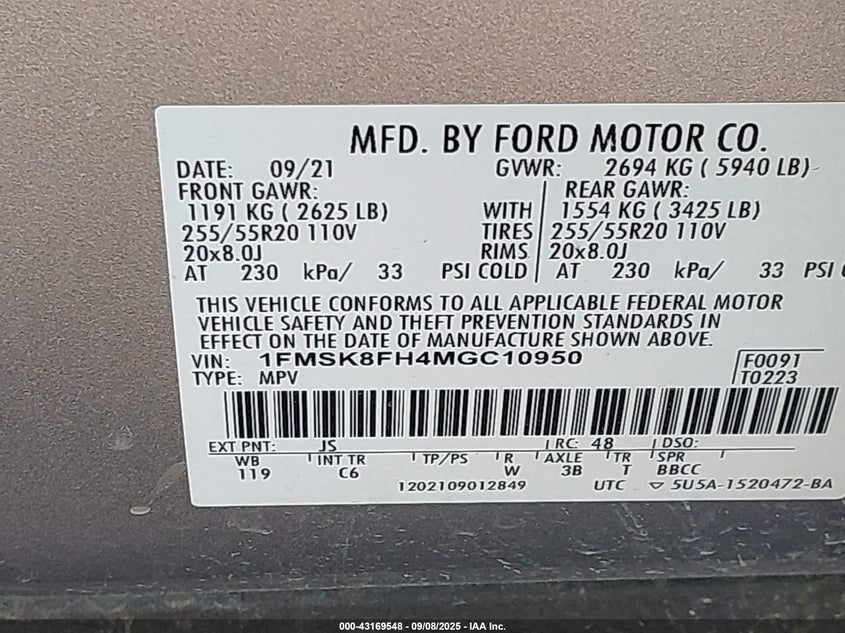 MFD. BY FORD MOTOR CO.
DATE: 09/21 GVWR: 2694 KG ( 5940 LB)
FRONT GAWR: REAR GAWR:
1191 KG ( 2625 LB) WITH 1554 KG ( 3425 LB)
255/55R20 110V TIRES 255/55R20 110V
20x8.0J RIMS 20x8.0J
AT 230 kPa/ 33 PSI COLD AT 230 kPa/ 33 PSI
THIS VEHICLE CONFORMS TO ALL APPLICABLE FEDERAL MOTOR
VEHICLE SAFETY AND THEFT PREVENTION STANDARDS IN
EFFECT ON THE DATE OF MANUFACTURE SHOWN ABOVE.
VIN: 1FMSK8FH4MGC10950 F0091
TYPE: MPV T0223
EXT PNT: JS RC: 48 DSO:
WB INT TR TP/PS R AXLE TR SPR
119 C6 W 3B T BBCC
1202109012849 UTC ▽ 5U5A-1520472-BA
000-43169548 - 09/08/2025 - IAA Inc.